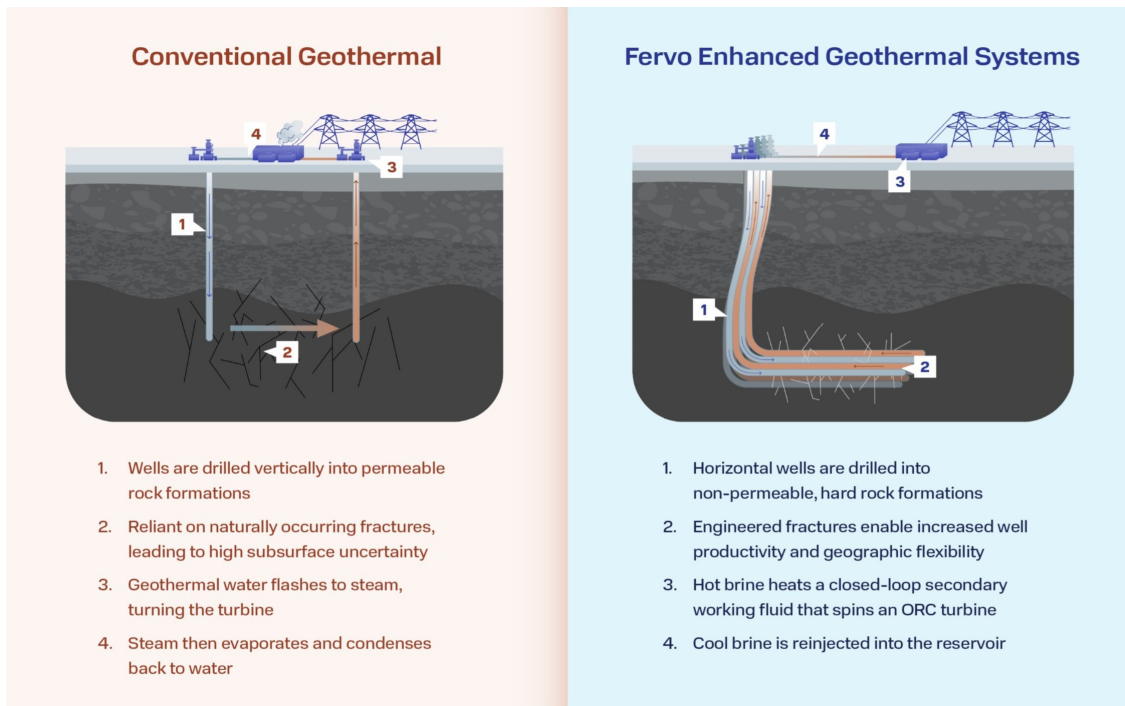 Conventional Geothermal
4
3
1
2
1. Wells are drilled vertically into permeable
rock formations
2. Reliant on naturally occurring fractures,
leading to high subsurface uncertainty
3. Geothermal water flashes to steam,
turning the turbine
4. Steam then evaporates and condenses
back to water
Fervo Enhanced Geothermal Systems
4
3
1
2
1. Horizontal wells are drilled into
non-permeable, hard rock formations
2. Engineered fractures enable increased well
productivity and geographic flexibility
3. Hot brine heats a closed-loop secondary
working fluid that spins an ORC turbine
4. Cool brine is reinjected into the reservoir